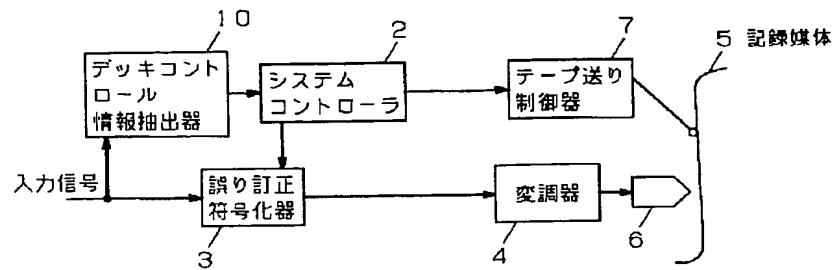 10
デッキコント
ロール
情報抽出器
2
システム
コントローラ
7
テープ送り
制御器
5 記録媒体
入力信号
誤り訂正
符号化器
3
変調器
4
6